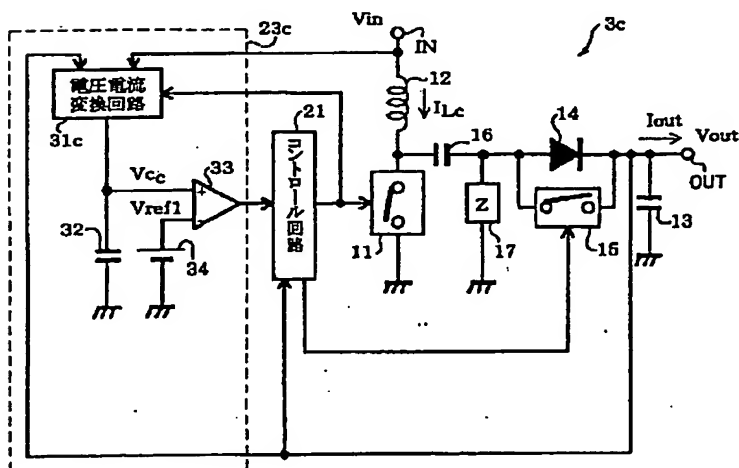 23c
Vin
IN
3c
電圧電流
変換回路
31c
12
ILc
21
16
14
Iout
Vout
OUT
Vcc
33
コントロール回路
Vref1
32
34
11
Z
17
15
13